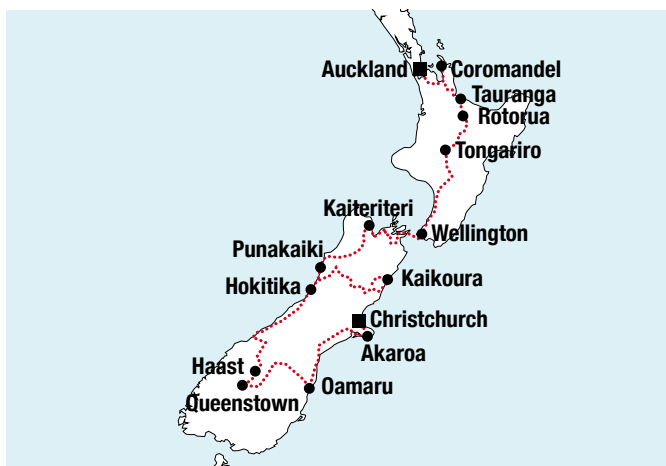 Auckland
Coromandel
Tauranga
Rotorua
Tongariro
Kaiteriteri
Wellington
Punakaiki
Kaikoura
Hokitika
Christchurch
Akaroa
Haast
Oamaru
Queenstown